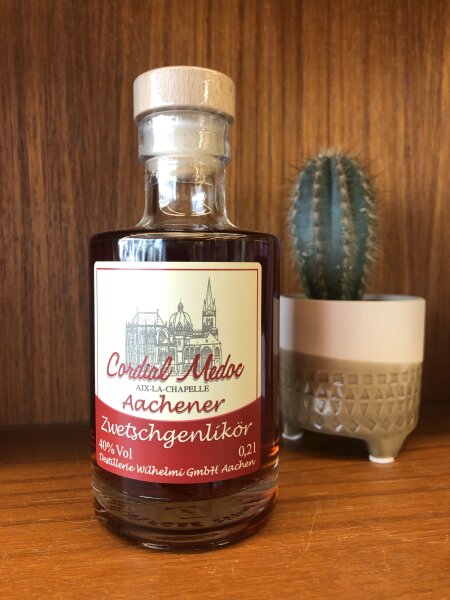 Cordial Medoc
AIX-LA-CHAPELLE
Aachener
Zwetschgenlikör
40% Vol 0,2l
Destillerie Wilhelmi GmbH Aachen